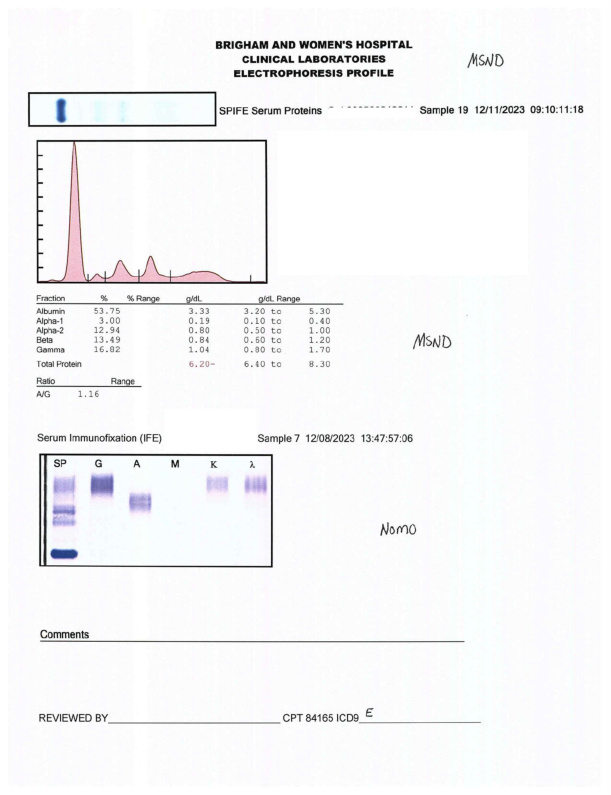 BRIGHAM AND WOMEN'S HOSPITAL
CLINICAL LABORATORIES
ELECTROPHORESIS PROFILE
MSND
SPIFE Serum Proteins Sample 19 12/11/2023 09:10:11:18
Fraction % % Range g/dL g/dL Range
Albumin 53.75 3.33 3.20 to 5.30
Alpha-1 3.00 0.19 0.10 to 0.40
Alpha-2 12.94 0.80 0.50 to 1.00
Beta 13.49 0.84 0.60 to 1.20
Gamma 16.82 1.04 0.80 to 1.70
MSND
Total Protein 6.20- 6.40 to 8.30
Ratio Range
A/G 1.16
Serum Immunofixation (IFE) Sample 7 12/08/2023 13:47:57:06
SP G A M K λ
NOMO
Comments
REVIEWED BY CPT 84165 ICD9 E